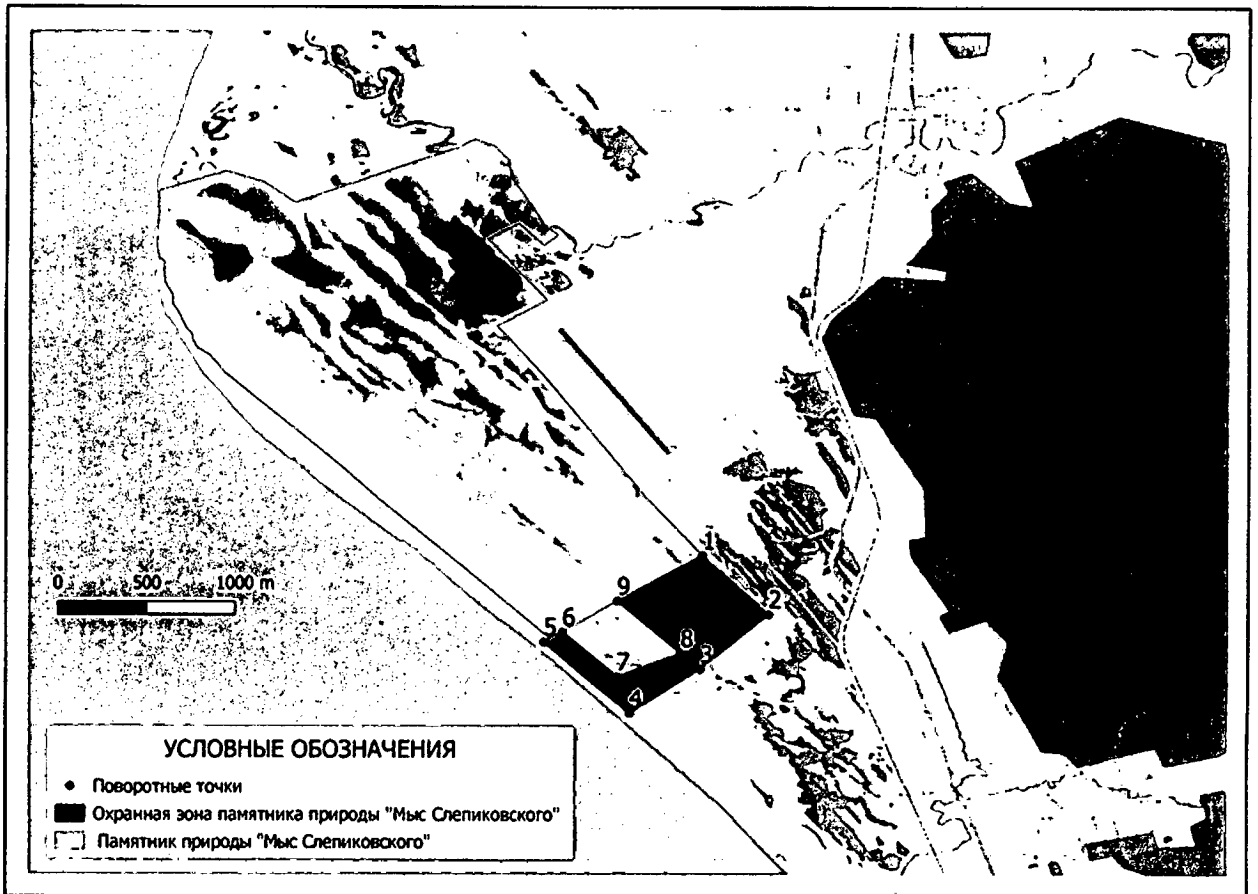 1
2
9
5
6
8
3
7
4
0 500 1000 m
УСЛОВНЫЕ ОБОЗНАЧЕНИЯ
Поворотные точки
Охранная зона памятника природы "Мыс Слепиковского"
Памятник природы "Мыс Слепиковского"